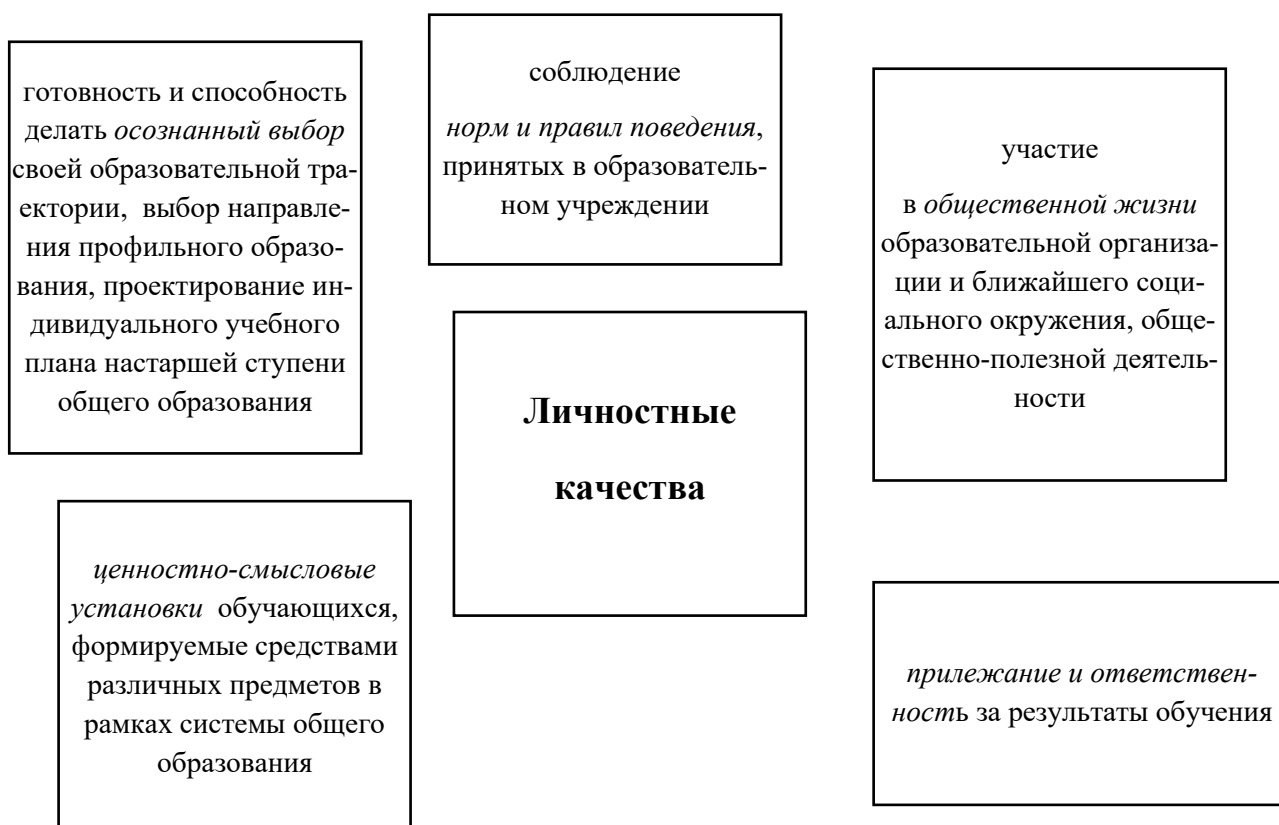 готовность и способность
делать осознанный выбор
своей образовательной тра-
ектории, выбор направле-
ния профильного образо-
вания, проектирование ин-
дивидуального учебного
плана настаршей ступени
общего образования
соблюдение
норм и правил поведения,
принятых в образователь-
ном учреждении
участие
в общественной жизни
образовательной организа-
ции и ближайшего соци-
ального окружения, обще-
ственно-полезной деятель-
ности
Личностные
качества
ценностно-смысловые
установки обучающихся,
формируемые средствами
различных предметов в
рамках системы общего
образования
прилежание и ответствен-
ность за результаты обучения